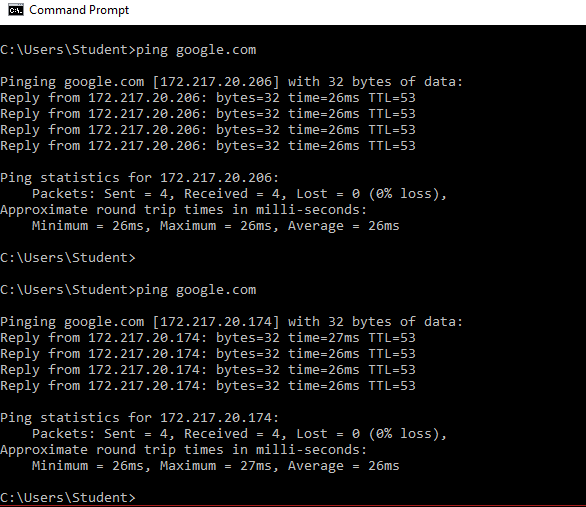 Command Prompt
C:\Users\Student>ping google.com
Pinging google.com [172.217.20.206] with 32 bytes of data:
Reply from 172.217.20.206: bytes=32 time=26ms TTL=53
Reply from 172.217.20.206: bytes=32 time=26ms TTL=53
Reply from 172.217.20.206: bytes=32 time=26ms TTL=53
Reply from 172.217.20.206: bytes=32 time=26ms TTL=53
Ping statistics for 172.217.20.206:
    Packets: Sent = 4, Received = 4, Lost = 0 (0% loss),
Approximate round trip times in milli-seconds:
    Minimum = 26ms, Maximum = 26ms, Average = 26ms
C:\Users\Student>
C:\Users\Student>ping google.com
Pinging google.com [172.217.20.174] with 32 bytes of data:
Reply from 172.217.20.174: bytes=32 time=27ms TTL=53
Reply from 172.217.20.174: bytes=32 time=26ms TTL=53
Reply from 172.217.20.174: bytes=32 time=26ms TTL=53
Reply from 172.217.20.174: bytes=32 time=26ms TTL=53
Ping statistics for 172.217.20.174:
    Packets: Sent = 4, Received = 4, Lost = 0 (0% loss),
Approximate round trip times in milli-seconds:
    Minimum = 26ms, Maximum = 27ms, Average = 26ms
C:\Users\Student>